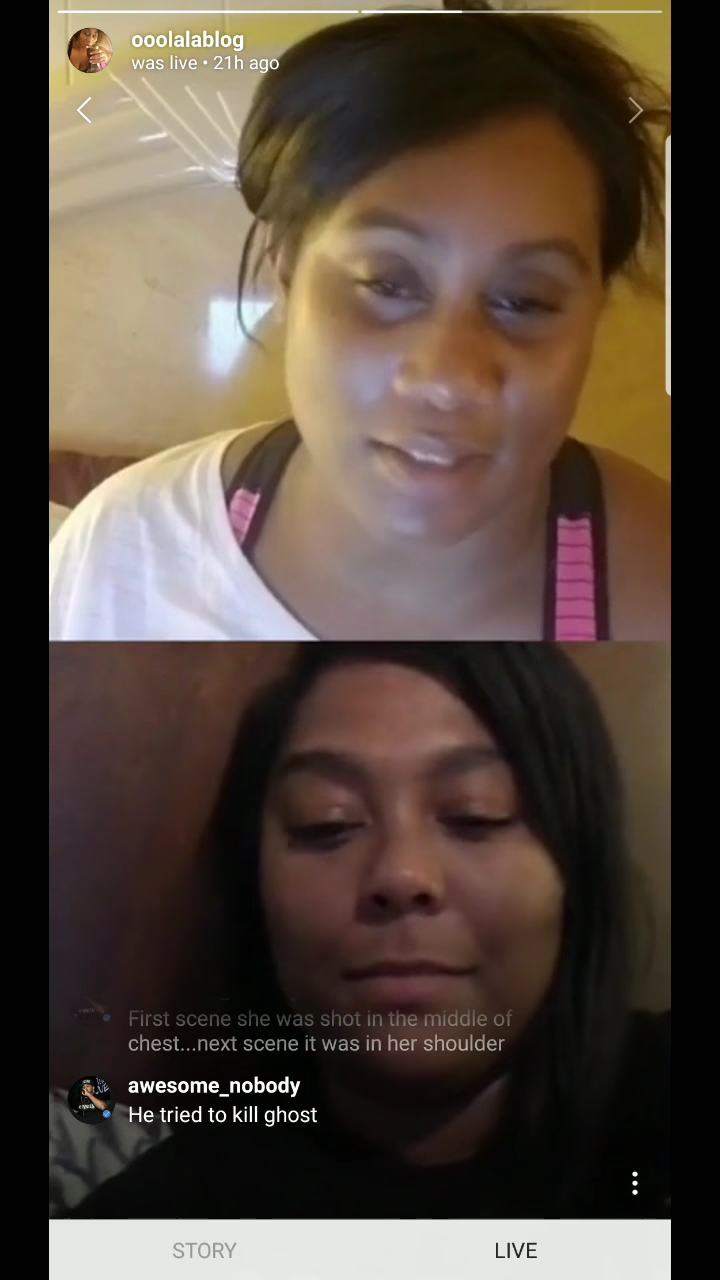 ooolalablog
was live • 21h ago
First scene she was shot in the middle of
chest...next scene it was in her shoulder
awesome_nobody
He tried to kill ghost
STORY
LIVE